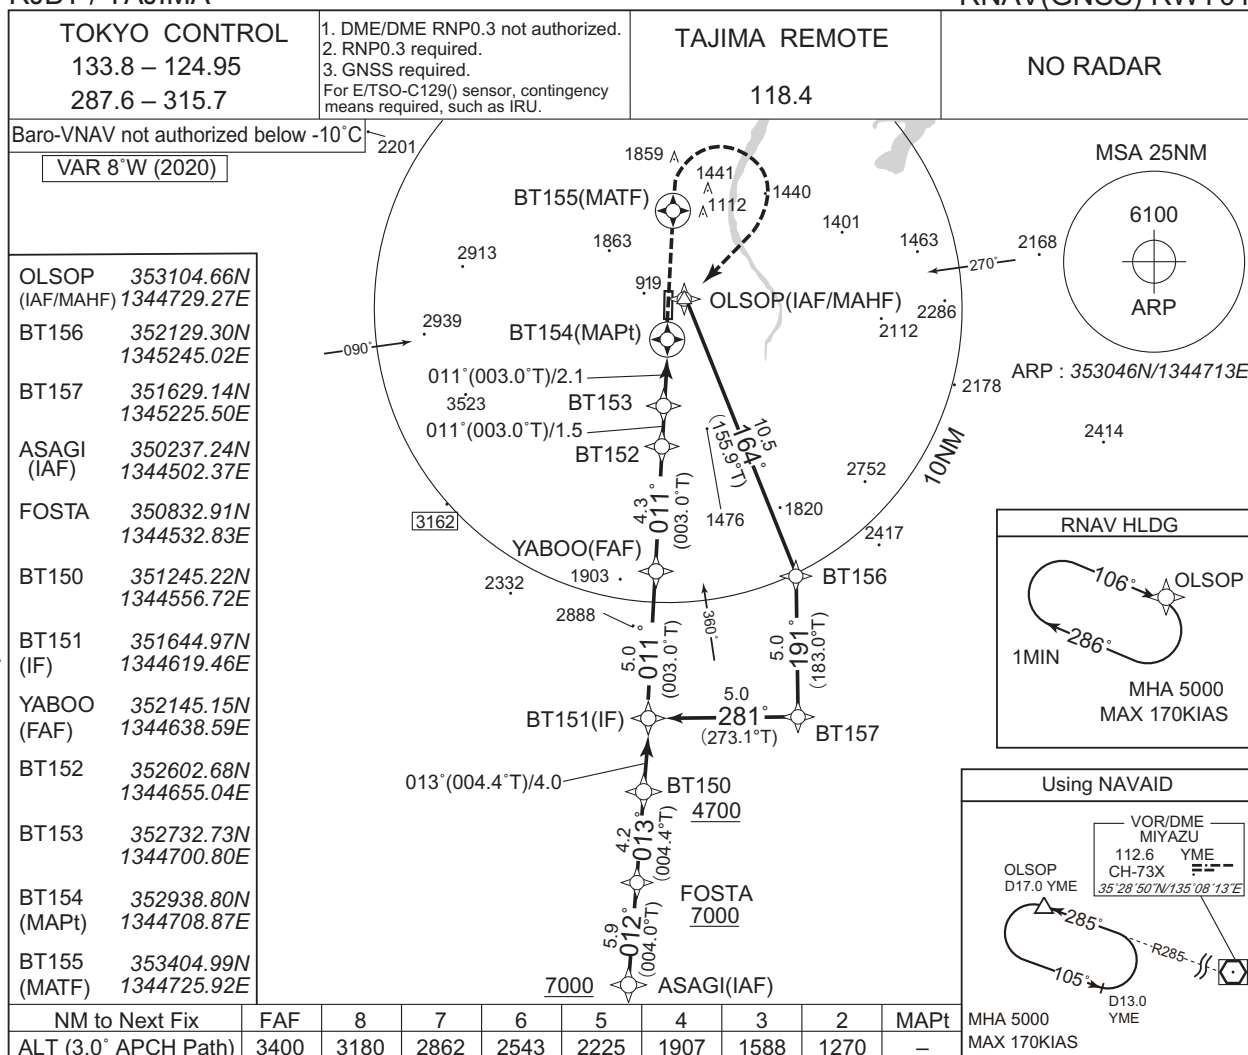 TOKYO CONTROL
133.8 – 124.95
287.6 – 315.7
1. DME/DME RNP0.3 not authorized.
2. RNP0.3 required.
3. GNSS required.
For E/TSO-C129() sensor, contingency
means required, such as IRU.
TAJIMA REMOTE
118.4
NO RADAR
Baro-VNAV not authorized below -10˚C
VAR 8˚W (2020)
OLSOP 353104.66N
(IAF/MAHF) 1344729.27E
BT156 352129.30N
1345245.02E
BT157 351629.14N
1345225.50E
ASAGI 350237.24N
(IAF) 1344502.37E
FOSTA 350832.91N
1344532.83E
BT150 351245.22N
1344556.72E
BT151 351644.97N
(IF) 1344619.46E
YABOO 352145.15N
(FAF) 1344638.59E
BT152 352602.68N
1344655.04E
BT153 352732.73N
1344700.80E
BT154 352938.80N
(MAPt) 1344708.87E
BT155 353404.99N
(MATF) 1344725.92E
2201
1859
1441
BT155(MATF)
1112
1440
1401
1863
1463
2168
2913
270˚
919
OLSOP(IAF/MAHF)
2286
2939
BT154(MAPt)
2112
090˚
011˚(003.0˚T)/2.1
2178
3523
BT153
011˚(003.0˚T)/1.5
BT152
10.5
164˚
(155.9˚T)
10NM
2414
2752
4.3
011˚
(003.0˚T)
3162
1476
1820
2417
YABOO(FAF)
2332
1903
BT156
2888
360˚
5.0
011˚
(003.0˚T)
5.0
191˚
(183.0˚T)
5.0
BT151(IF)
281˚
(273.1°T)
BT157
013˚(004.4˚T)/4.0
BT150
4700
4.2
013˚
(004.4˚T)
FOSTA
7000
5.9
012˚
(004.0˚T)
7000
ASAGI(IAF)
MSA 25NM
6100
ARP
ARP : 353046N/1344713E
RNAV HLDG
106˚
OLSOP
286˚
1MIN
MHA 5000
MAX 170KIAS
Using NAVAID
VOR/DME
MIYAZU
112.6 YME
CH-73X
35˚28´50˝N/135˚08´13˝E
OLSOP
D17.0 YME
285˚
R285
105˚
D13.0
YME
MHA 5000
MAX 170KIAS
NM to Next Fix FAF 8 7 6 5 4 3 2 MAPt
ALT (3.0˚ APCH Path) 3400 3180 2862 2543 2225 1907 1588 1270 –